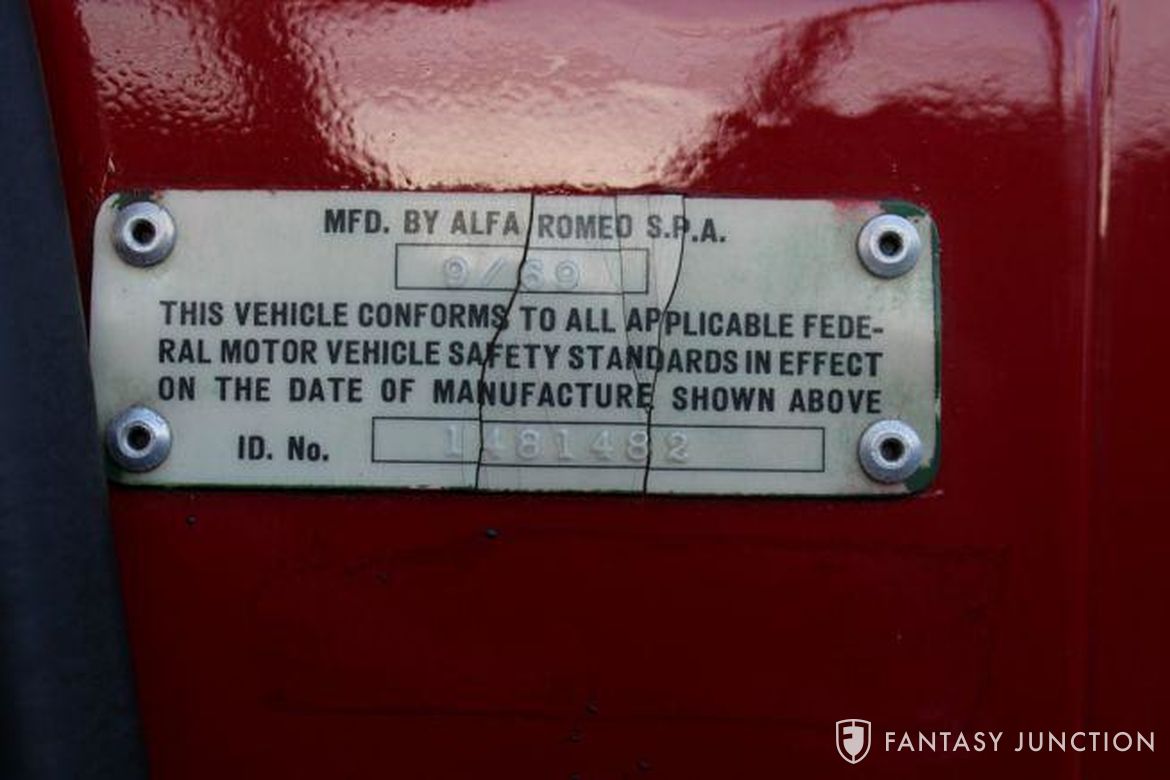 MFD. BY ALFA ROMEO S.P.A.
9/69
THIS VEHICLE CONFORMS TO ALL APPLICABLE FEDE-
RAL MOTOR VEHICLE SAFETY STANDARDS IN EFFECT
ON THE DATE OF MANUFACTURE SHOWN ABOVE
ID. No. 1481482
FANTASY JUNCTION